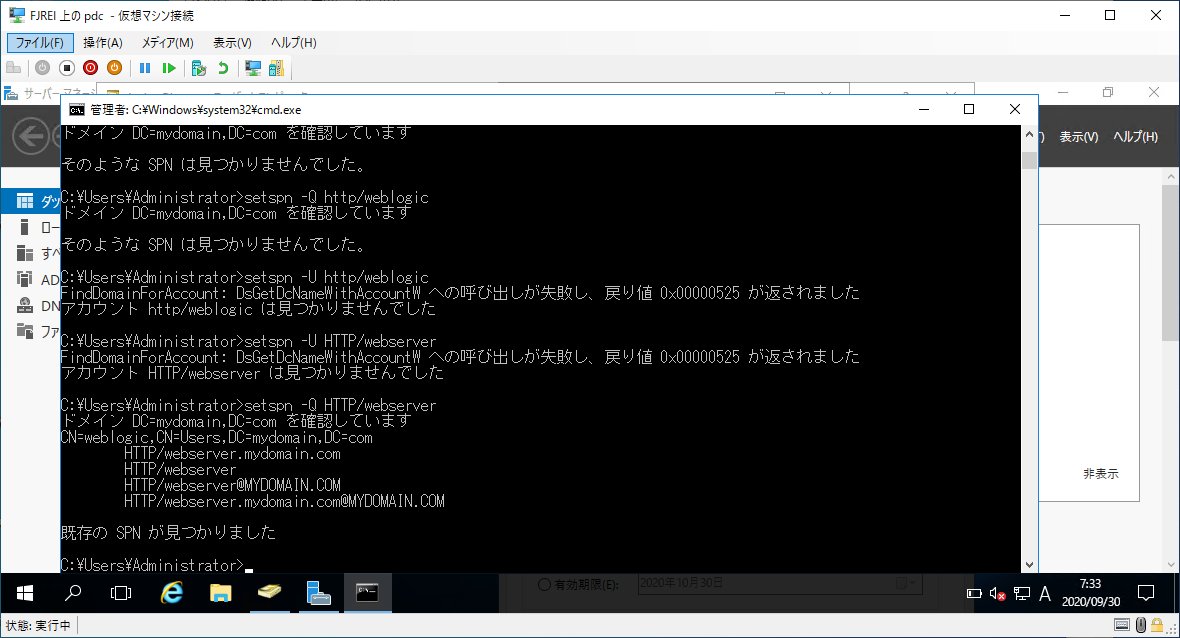 FJREI 上の pdc - 仮想マシン接続
ファイル(F) 操作(A) メディア(M) 表示(V) ヘルプ(H)
サーバー マネージ
管理者: C:¥Windows¥system32¥cmd.exe
表示(V) ヘルプ(H)
ダッ
ロー
すべ
AD
DN
ファ
ドメイン DC=mydomain,DC=com を確認しています
そのような SPN は見つかりませんでした。
C:¥Users¥Administrator>setspn -Q http/weblogic
ドメイン DC=mydomain,DC=com を確認しています
そのような SPN は見つかりませんでした。
C:¥Users¥Administrator>setspn -U http/weblogic
FindDomainForAccount: DsGetDcNameWithAccountW への呼び出しが失敗し、戻り値 0x00000525 が返されました
アカウント http/weblogic は見つかりませんでした
C:¥Users¥Administrator>setspn -U HTTP/webserver
FindDomainForAccount: DsGetDcNameWithAccountW への呼び出しが失敗し、戻り値 0x00000525 が返されました
アカウント HTTP/webserver は見つかりませんでした
C:¥Users¥Administrator>setspn -Q HTTP/webserver
ドメイン DC=mydomain,DC=com を確認しています
CN=weblogic,CN=Users,DC=mydomain,DC=com
HTTP/webserver.mydomain.com
HTTP/webserver
HTTP/webserver@MYDOMAIN.COM
HTTP/webserver.mydomain.com@MYDOMAIN.COM
既存の SPN が見つかりました
C:¥Users¥Administrator>
非表示
有効期限(E): 2020年10月30日
A
7:33
2020/09/30
状態: 実行中